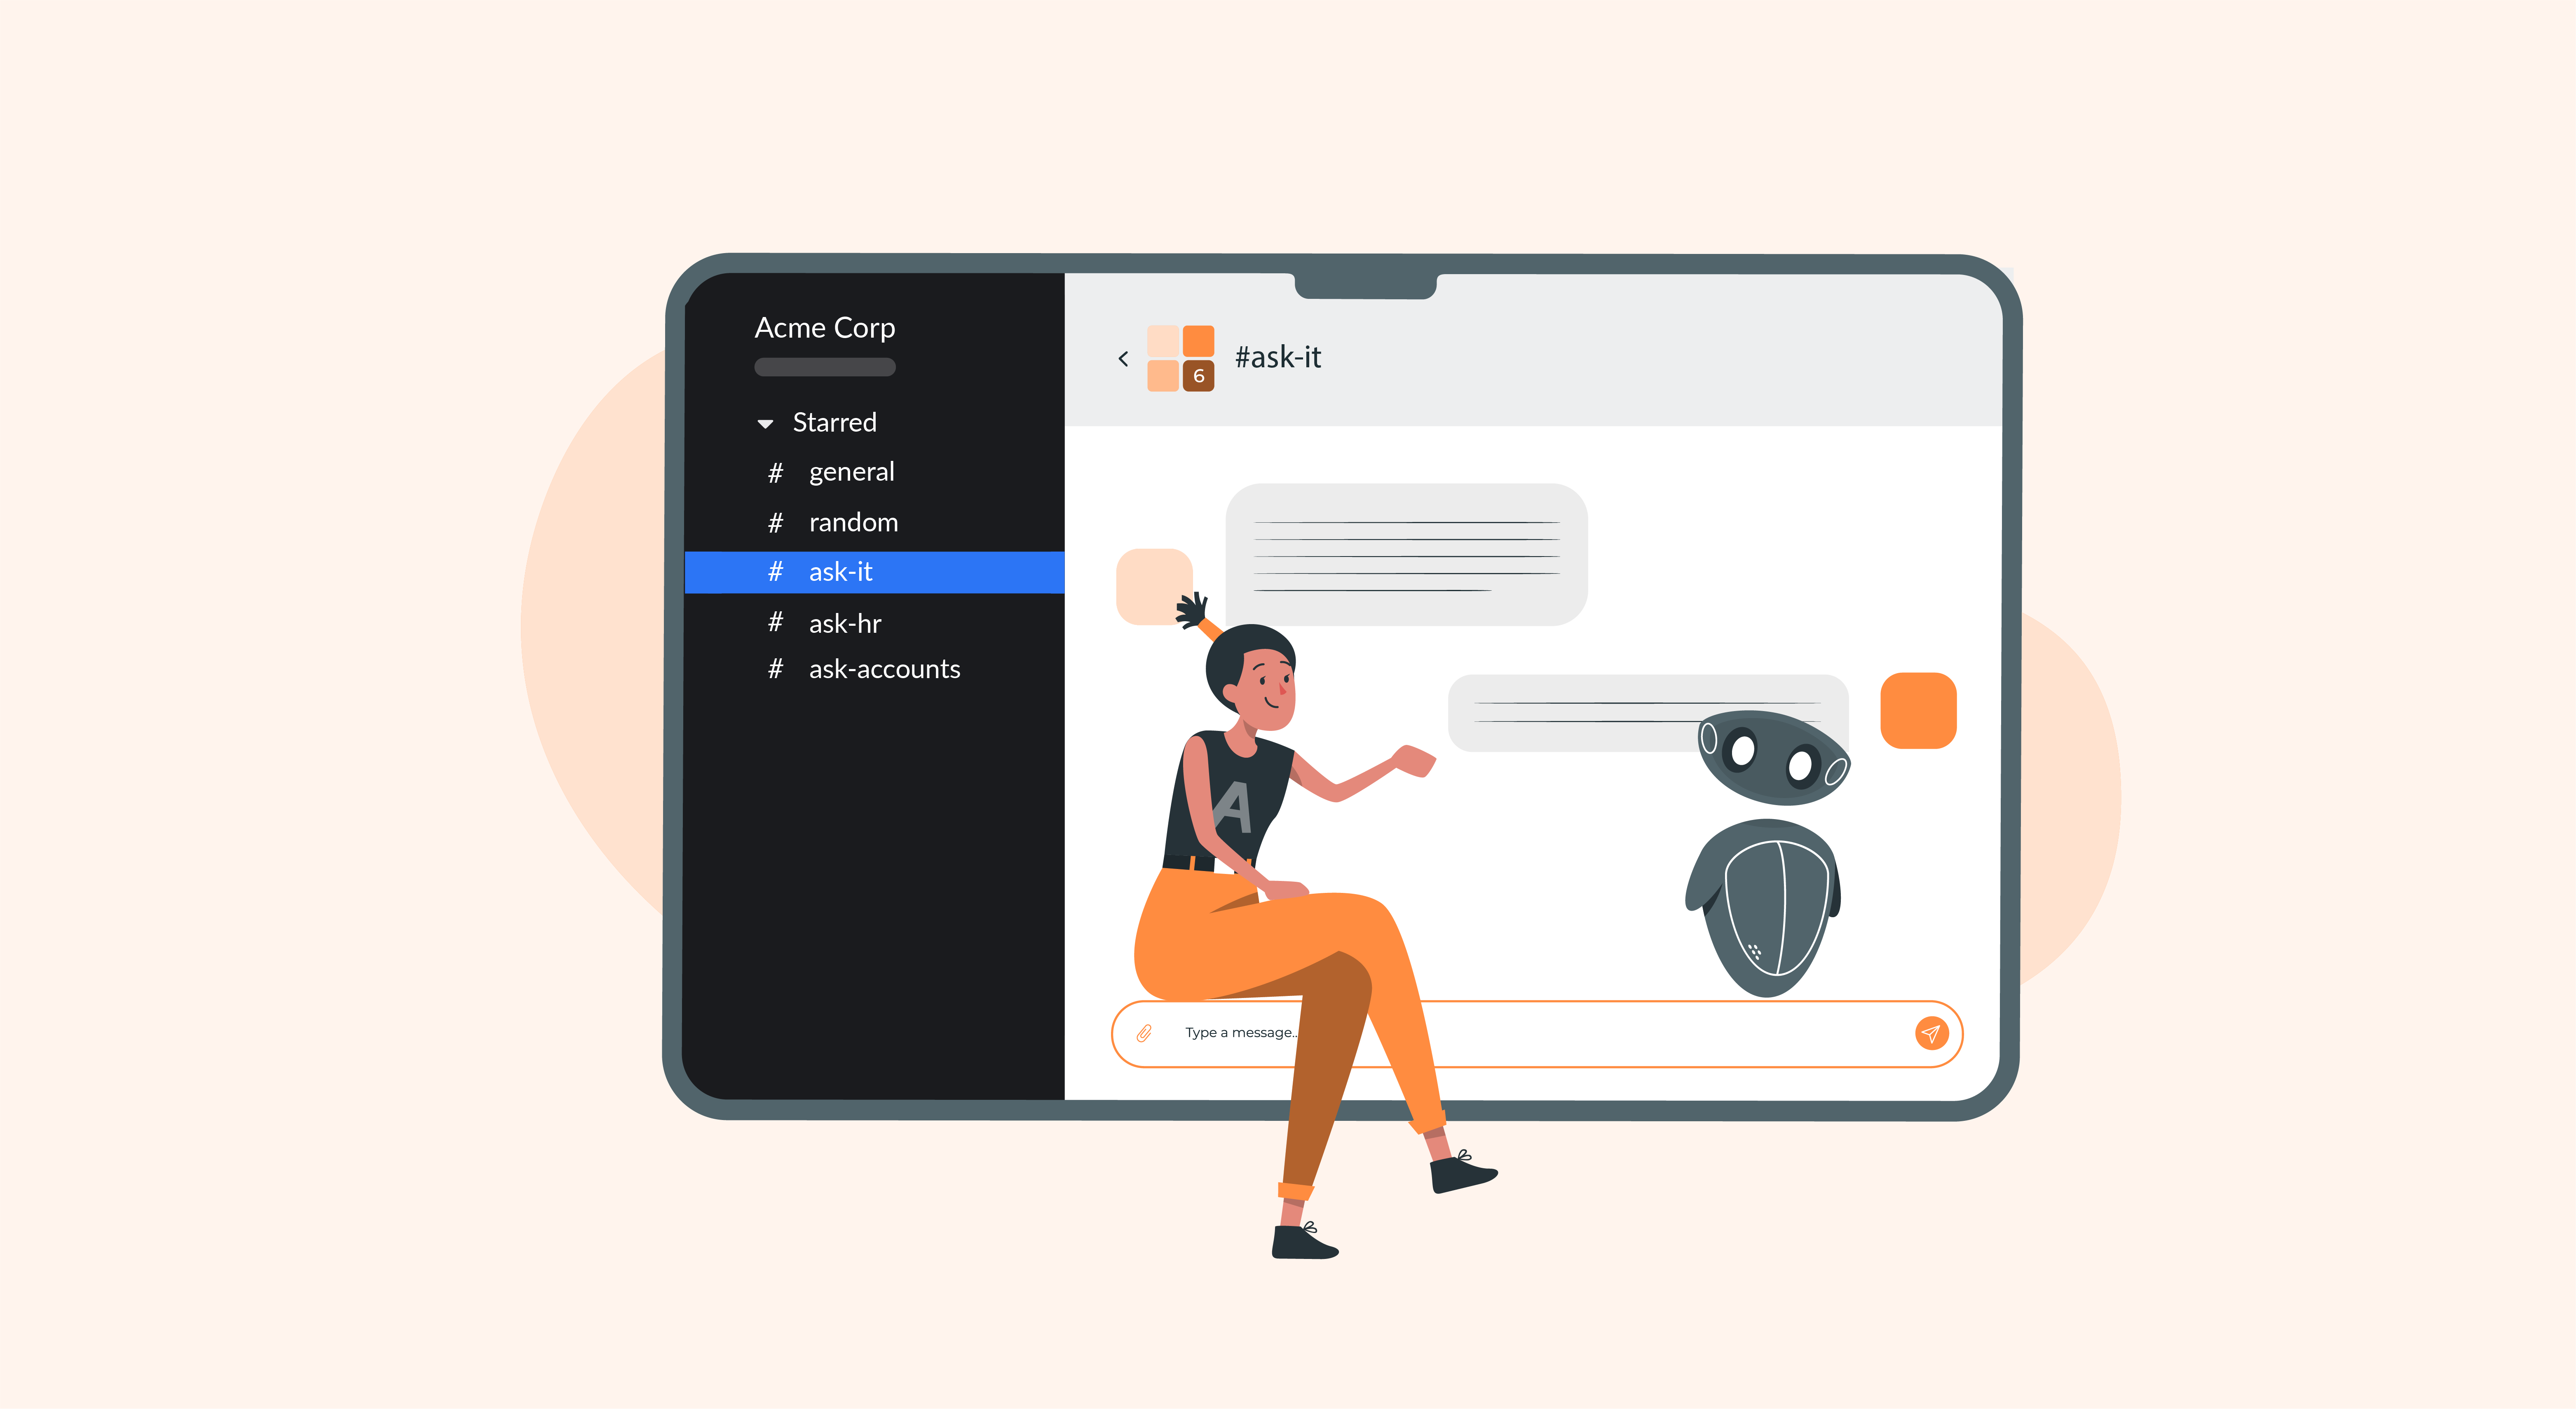 Acme Corp
Starred
# general
# random
# ask-it
# ask-hr
# ask-accounts
6
#ask-it
A
Type a message..